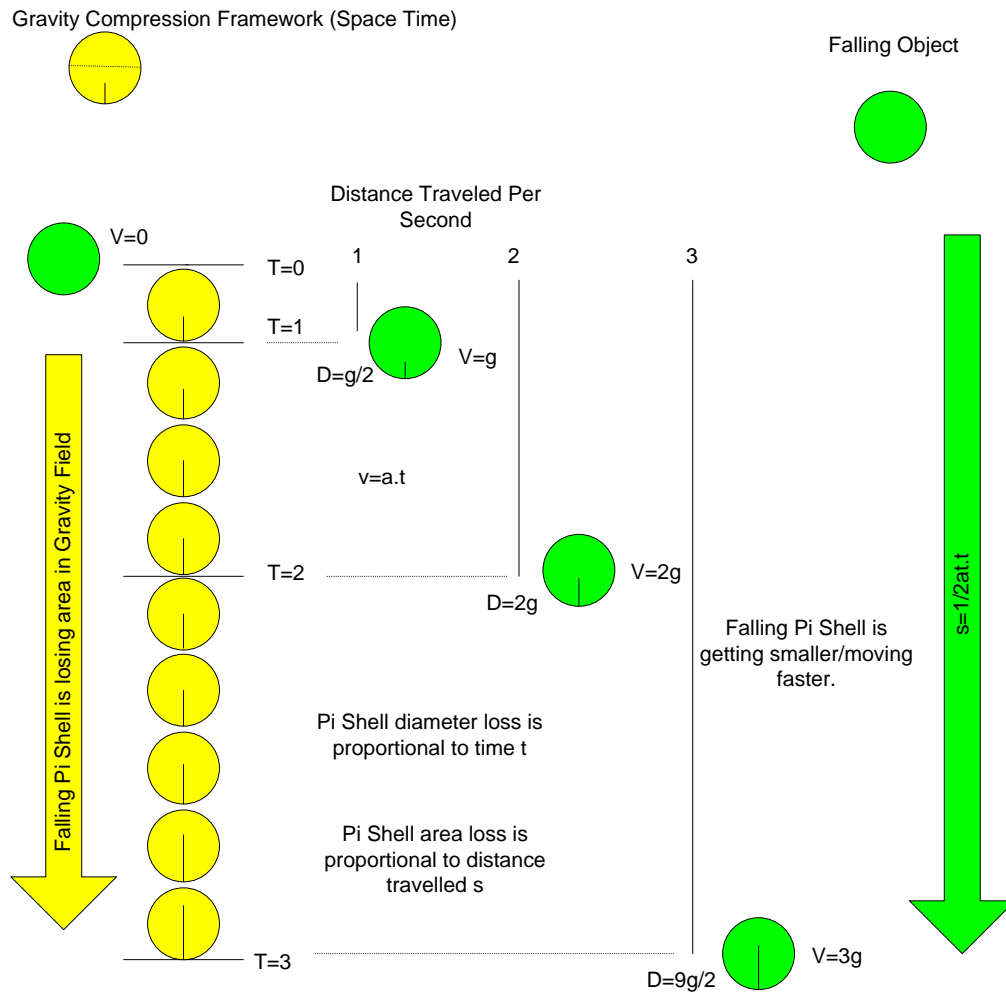 Gravity Compression Framework (Space Time)
Falling Object
Distance Traveled Per
Second
V=0
T=0
1
2
3
T=1
D=g/2
V=g
v=a.t
T=2
D=2g
V=2g
Falling Pi Shell is losing area in Gravity Field
s=1/2at.t
Falling Pi Shell is
getting smaller/moving
faster.
Pi Shell diameter loss is
proportional to time t
Pi Shell area loss is
proportional to distance
travelled s
T=3
D=9g/2
V=3g